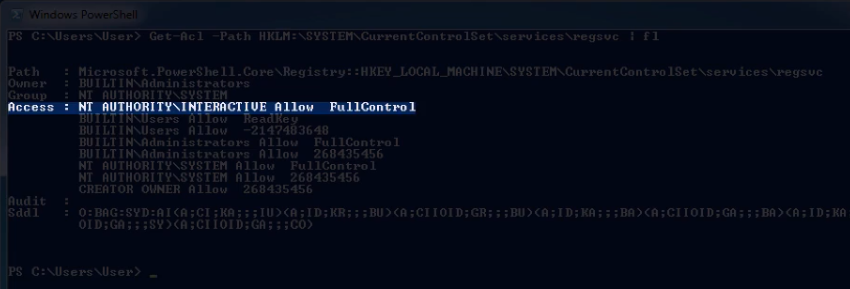 Windows PowerShell
PS C:\Users\User> Get-Acl -Path HKLM:\SYSTEM\CurrentControlSet\services\regsvc | fl
Path   : Microsoft.PowerShell.Core\Registry::HKEY_LOCAL_MACHINE\SYSTEM\CurrentControlSet\services\regsvc
Owner  : BUILTIN\Administrators
Group  : NT AUTHORITY\SYSTEM
Access : NT AUTHORITY\INTERACTIVE Allow  FullControl
BUILTIN\Users Allow  ReadKey
BUILTIN\Users Allow  -2147483648
BUILTIN\Administrators Allow  FullControl
BUILTIN\Administrators Allow  268435456
NT AUTHORITY\SYSTEM Allow  FullControl
NT AUTHORITY\SYSTEM Allow  268435456
CREATOR OWNER Allow  268435456
Audit  :
Sddl   : O:BAG:SYD:AI(A;CI;KA;;;IU)(A;ID;KR;;;BU)(A;CIIOID;GR;;;BU)(A;ID;KA;;;BA)(A;CIIOID;GA;;;BA)(A;ID;KA
OID;GA;;;SY)(A;CIIOID;GA;;;CO)
PS C:\Users\User> _